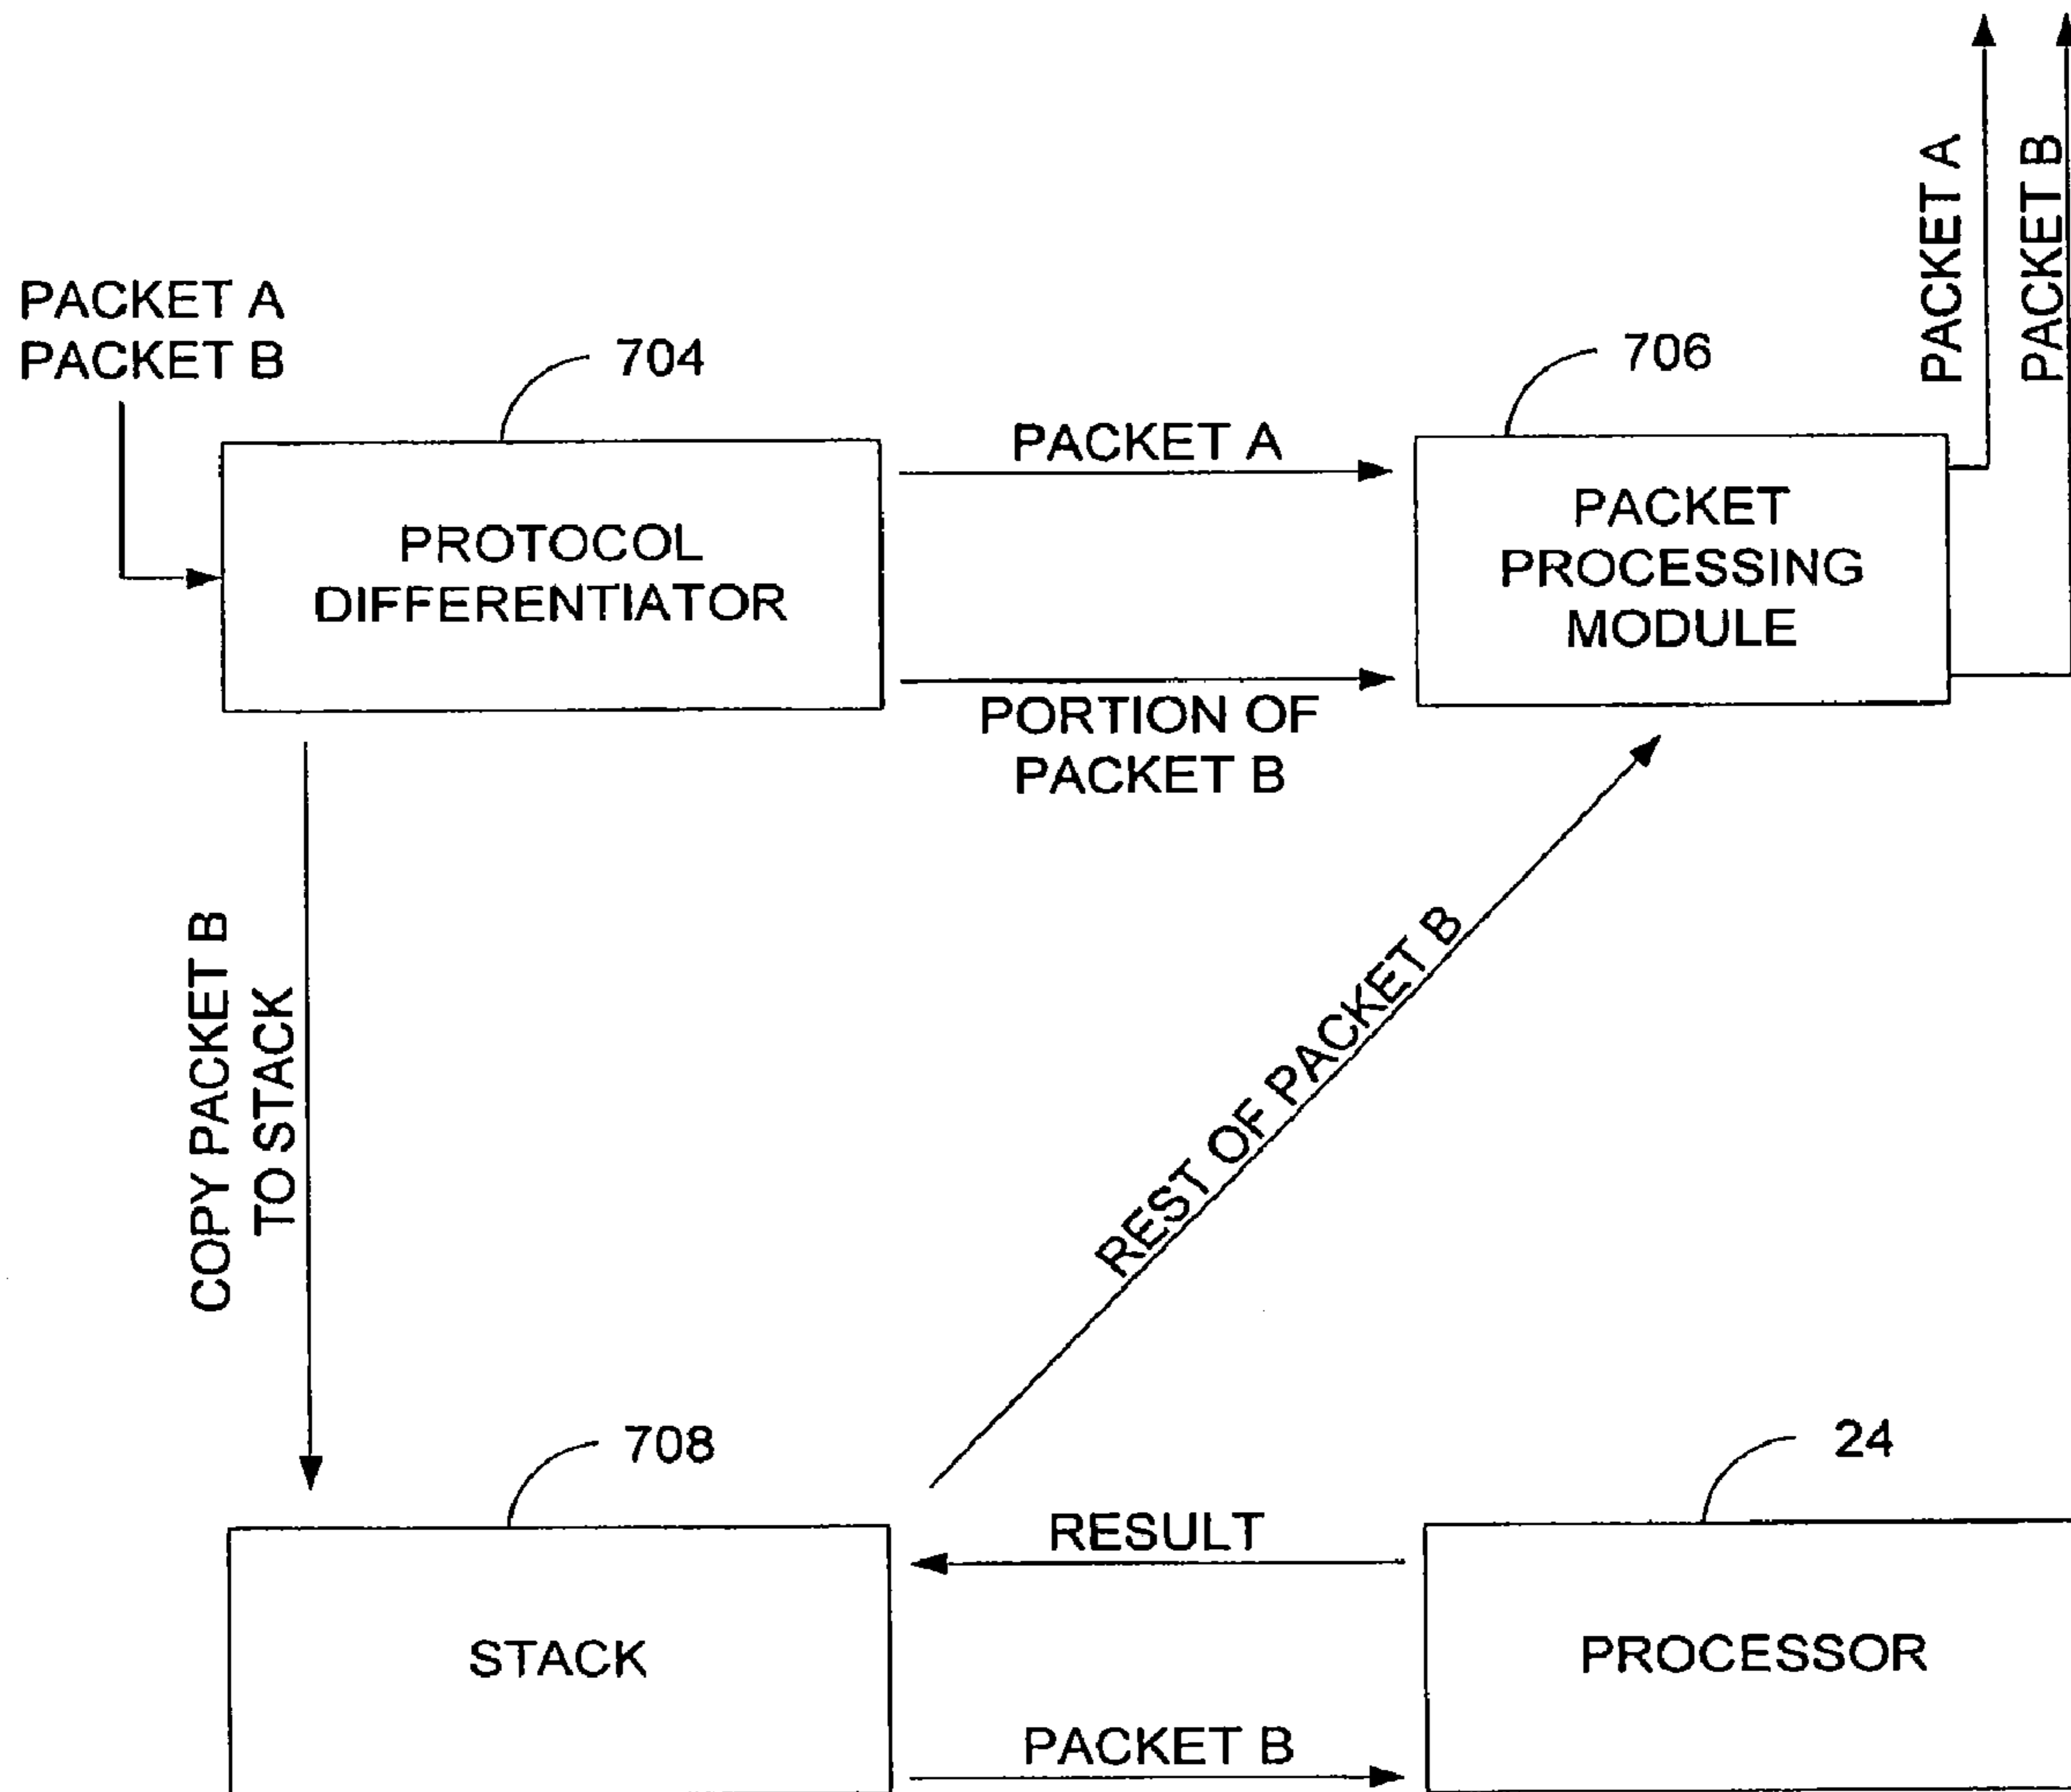 PACKET A
PACKET B
PACKET A
PACKET B
704
706
PACKET A
PROTOCOL
DIFFERENTIATOR
PACKET
PROCESSING
MODULE
PORTION OF
PACKET B
COPY PACKET B
TO STACK
REST OF PACKET B
708
24
RESULT
STACK
PROCESSOR
PACKET B